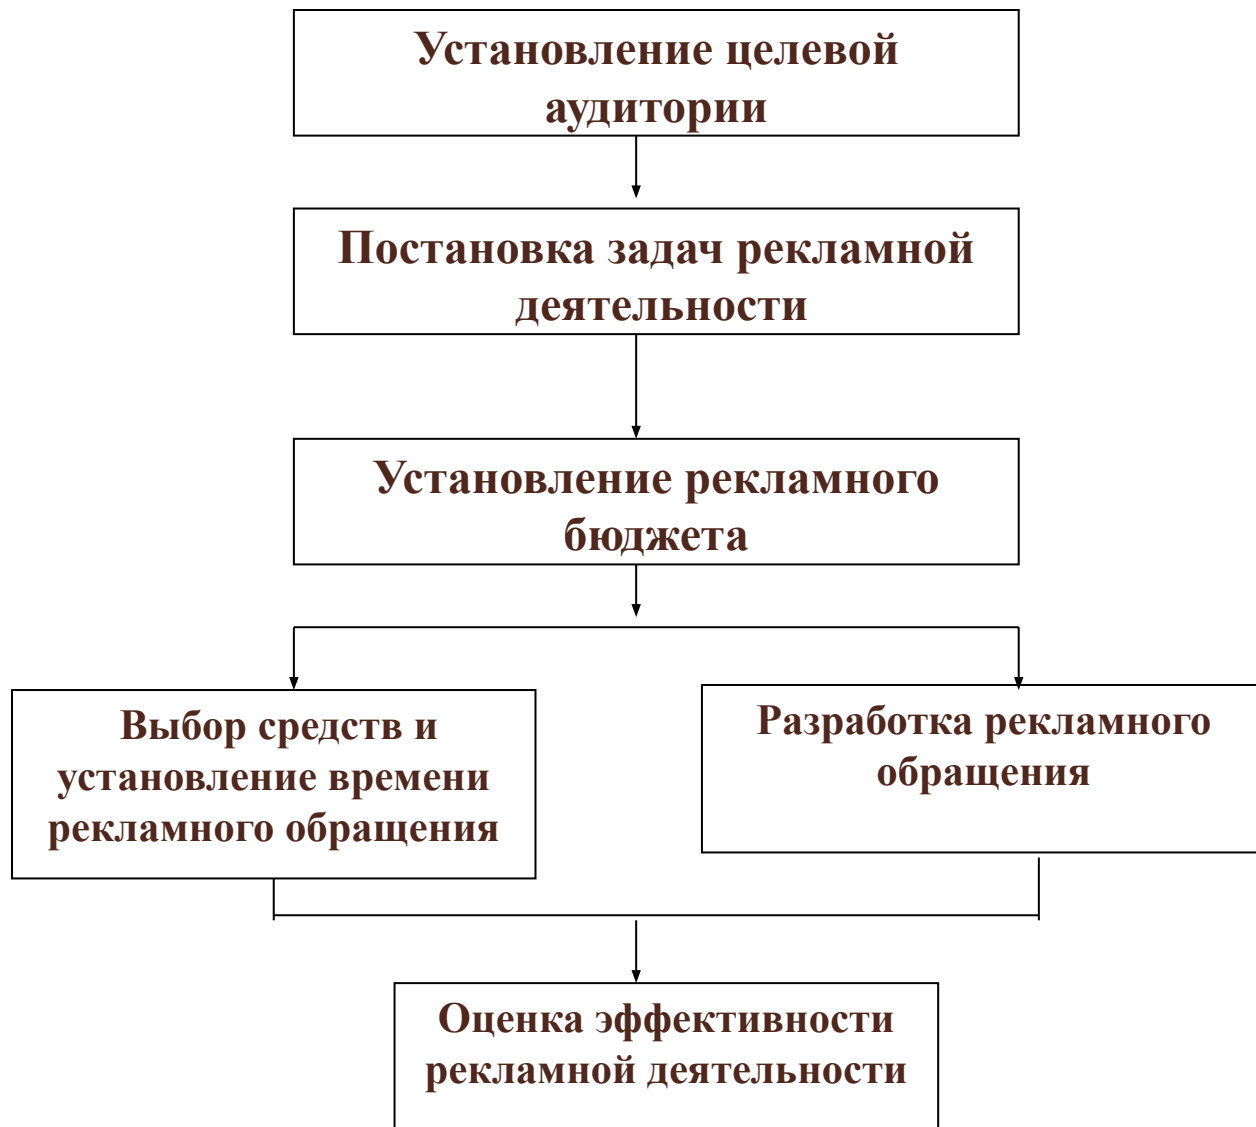 Установление целевой
аудитории
Постановка задач рекламной
деятельности
Установление рекламного
бюджета
Выбор средств и
установление времени
рекламного обращения
Разработка рекламного
обращения
Оценка эффективности
рекламной деятельности